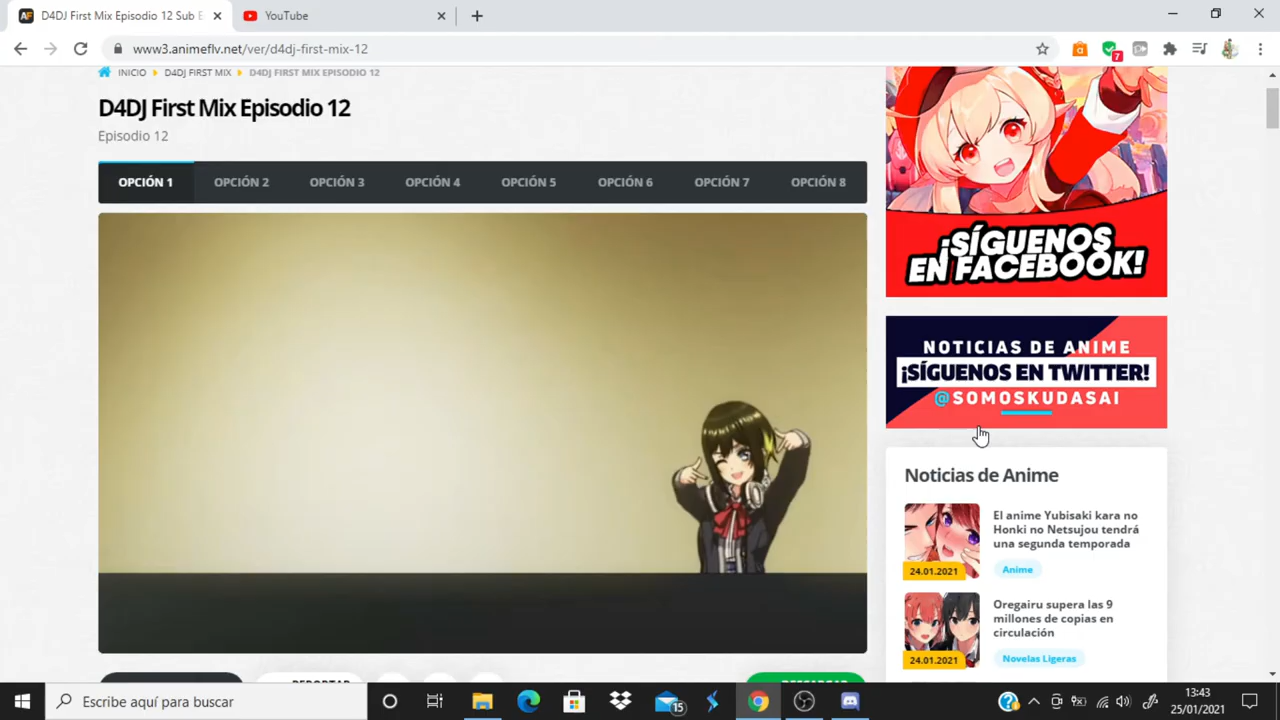 D4DJ First Mix Episodio 12 Sub E
YouTube
www3.animeflv.net/ver/d4dj-first-mix-12
7
INICIO
D4DJ FIRST MIX
D4DJ FIRST MIX EPISODIO 12
D4DJ First Mix Episodio 12
Episodio 12
OPCIÓN 1
OPCIÓN 2
OPCIÓN 3
OPCIÓN 4
OPCIÓN 5
OPCIÓN 6
OPCIÓN 7
OPCIÓN 8
¡SÍGUENOS
EN FACEBOOK!
NOTICIAS DE ANIME
¡SÍGUENOS EN TWITTER!
@SOMOSKUDASAI
Noticias de Anime
El anime Yubisaki kara no
Honki no Netsujou tendrá
una segunda temporada
24.01.2021
Anime
Oregairu supera las 9
millones de copias en
circulación
24.01.2021
Novelas Ligeras
REPORTAR
DESCARGAR
Escribe aquí para buscar
15
13:43
25/01/2021